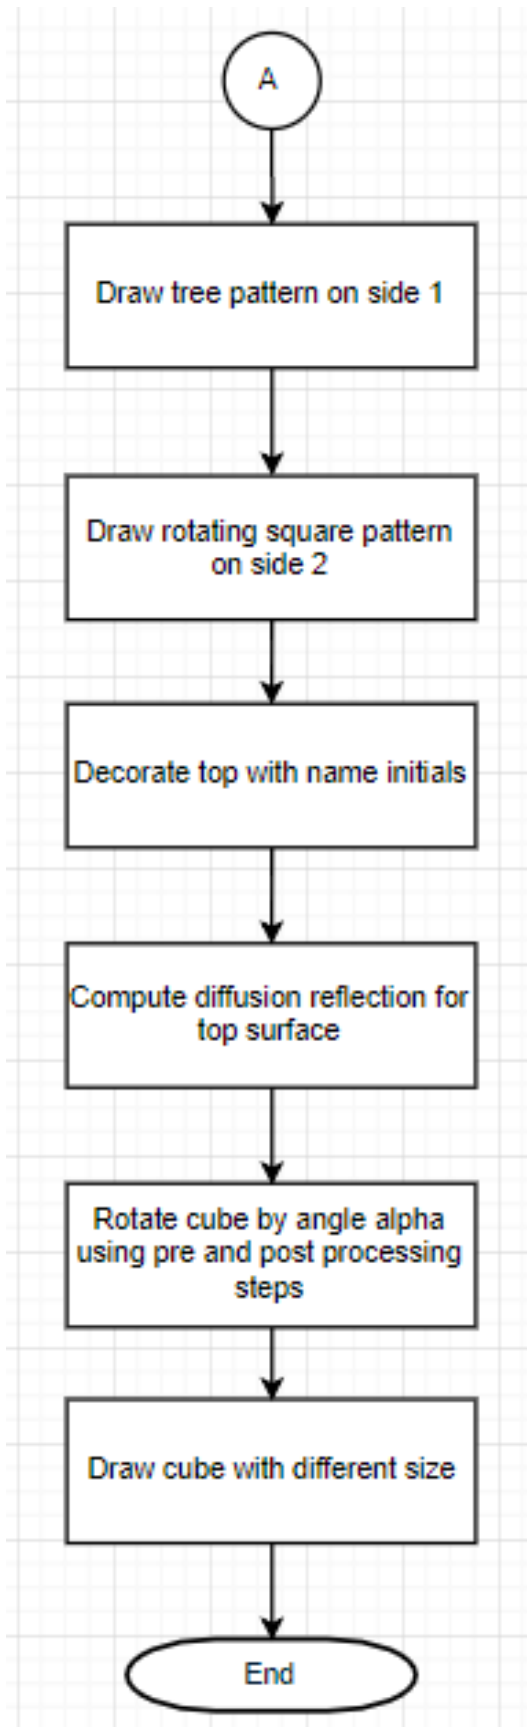 A
Draw tree pattern on side 1
Draw rotating square pattern
on side 2
Decorate top with name initials
Compute diffusion reflection for
top surface
Rotate cube by angle alpha
using pre and post processing
steps
Draw cube with different size
End